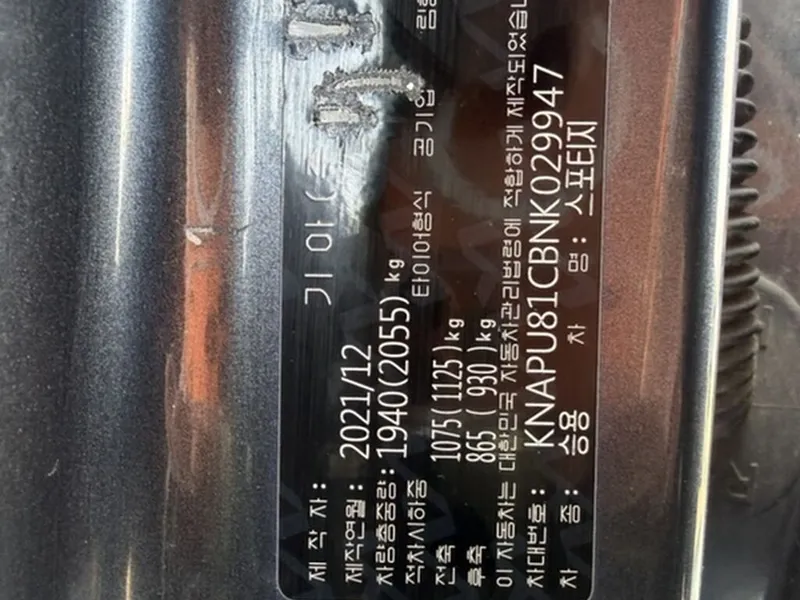 제 작 자 : 기 아 (
제작연월 : 2021/12
차량총중량 : 1940(2055) kg
적차시하중 타이어형식 공기압 림
전축 1075(1125)kg
후축 865 ( 930 )kg
이 자동차는 대한민국 자동차관리법령에 적합하게 제작되었습니
차대번호 : KNAPU81CBNK029947
차 종 : 승용 차 명 : 스포티지